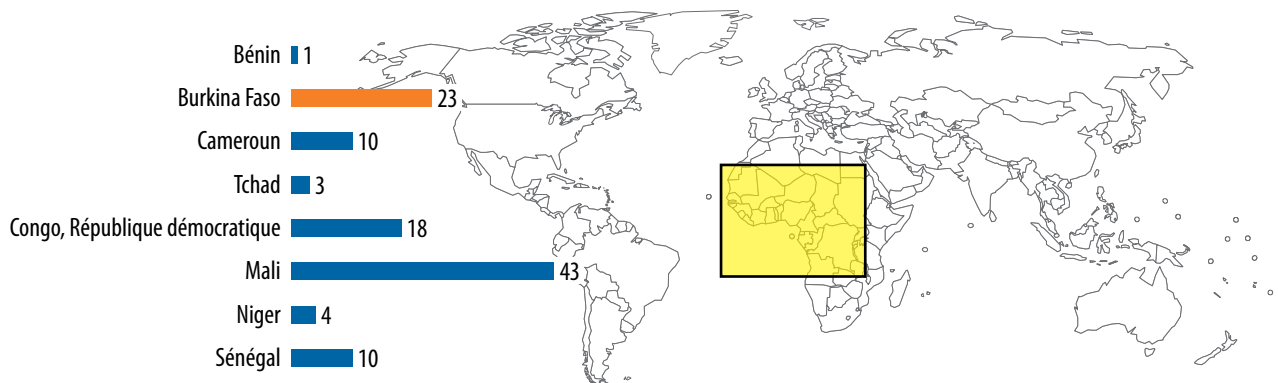 Bénin 1
Burkina Faso 23
Cameroun 10
Tchad 3
Congo, République démocratique 18
Mali 43
Niger 4
Sénégal 10